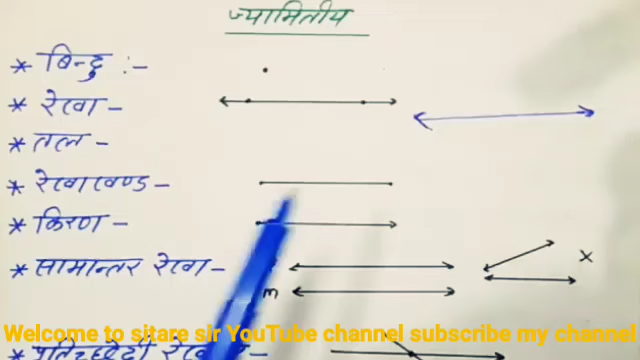 ज्यामितीय
* बिन्दु :-
* रेखा -
* तल -
* रेखाखण्ड -
* किरण -
* सामान्तर रेखा - x
m
Welcome to sitare sir YouTube channel subscribe my channel